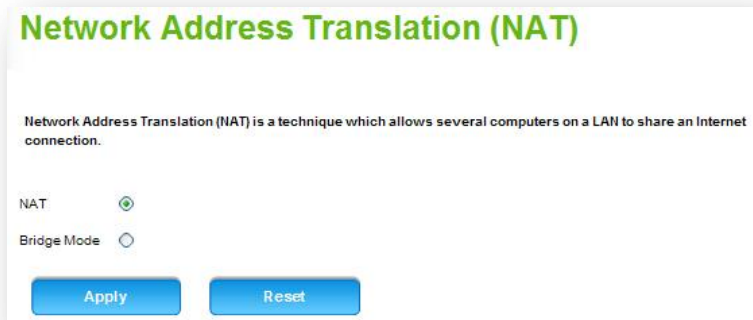 Network Address Translation (NAT)
Network Address Translation (NAT) is a technique which allows several computers on a LAN to share an Internet
connection.
NAT
Bridge Mode
Apply
Reset